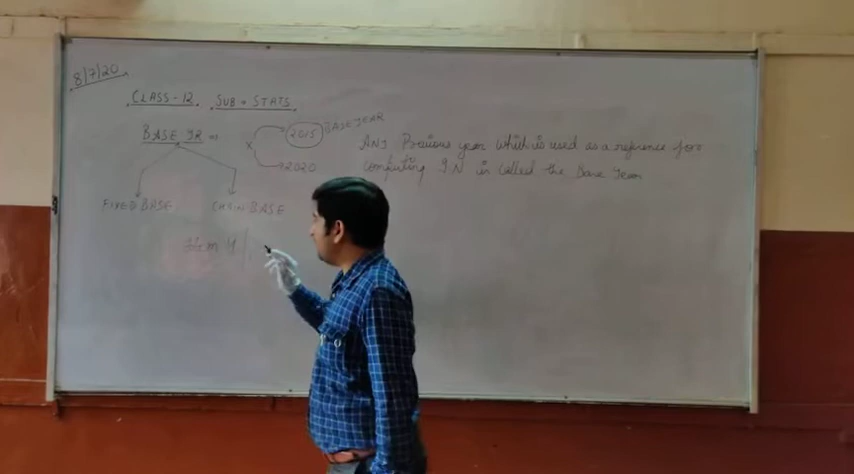 8/7/20
CLASS-12 SUB = STATS
BASE YR =>
2015 BASE YEAR
2020
ANS Previous year which is used as a reference for
computing IN is called the Base Year
FIXED BASE CHAIN BASE